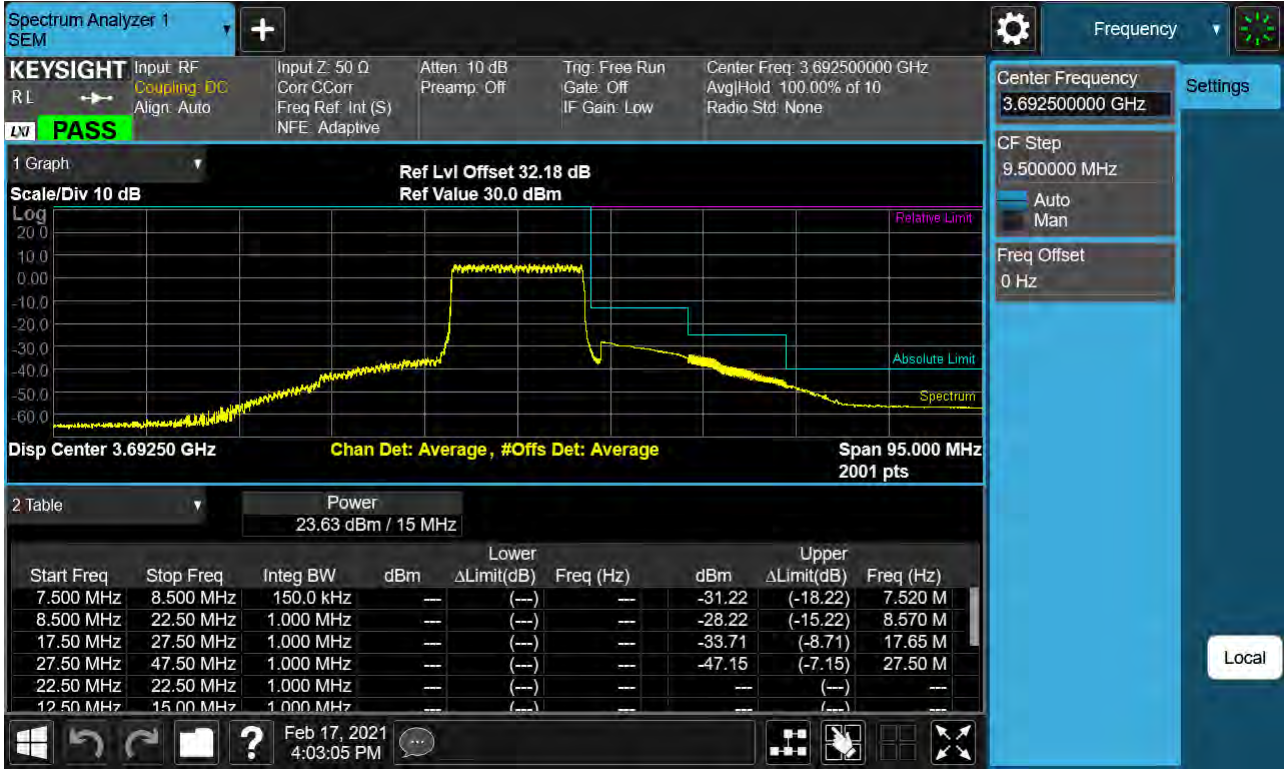 Spectrum Analyzer 1
SEM
Frequency
KEYSIGHT
R L
LXI
PASS
Input: RF
Coupling: DC
Align: Auto
Input Z: 50 Ω
Corr CCorr
Freq Ref: Int (S)
NFE: Adaptive
Atten: 10 dB
Preamp: Off
Trig: Free Run
Gate: Off
IF Gain: Low
Center Freq: 3.692500000 GHz
Avg|Hold: 100.00% of 10
Radio Std: None
Center Frequency
3.692500000 GHz
Settings
CF Step
9.500000 MHz
Auto
Man
Freq Offset
0 Hz
Local
1 Graph
Scale/Div 10 dB
Ref Lvl Offset 32.18 dB
Ref Value 30.0 dBm
Log
20.0
10.0
0.00
-10.0
-20.0
-30.0
-40.0
-50.0
-60.0
Relative Limit
Absolute Limit
Spectrum
Disp Center 3.69250 GHz
Chan Det: Average, #Offs Det: Average
Span 95.000 MHz
2001 pts
2 Table
Power
23.63 dBm / 15 MHz
Lower Upper
Start Freq Stop Freq Integ BW dBm ΔLimit(dB) Freq (Hz) dBm ΔLimit(dB) Freq (Hz)
7.500 MHz 8.500 MHz 150.0 kHz --- (---) --- -31.22 (-18.22) 7.520 M
8.500 MHz 22.50 MHz 1.000 MHz --- (---) --- -28.22 (-15.22) 8.570 M
17.50 MHz 27.50 MHz 1.000 MHz --- (---) --- -33.71 (-8.71) 17.65 M
27.50 MHz 47.50 MHz 1.000 MHz --- (---) --- -47.15 (-7.15) 27.50 M
22.50 MHz 22.50 MHz 1.000 MHz --- (---) --- --- (---) ---
12.50 MHz 15.00 MHz 1.000 MHz --- (---) --- --- (---) ---
Feb 17, 2021
4:03:05 PM